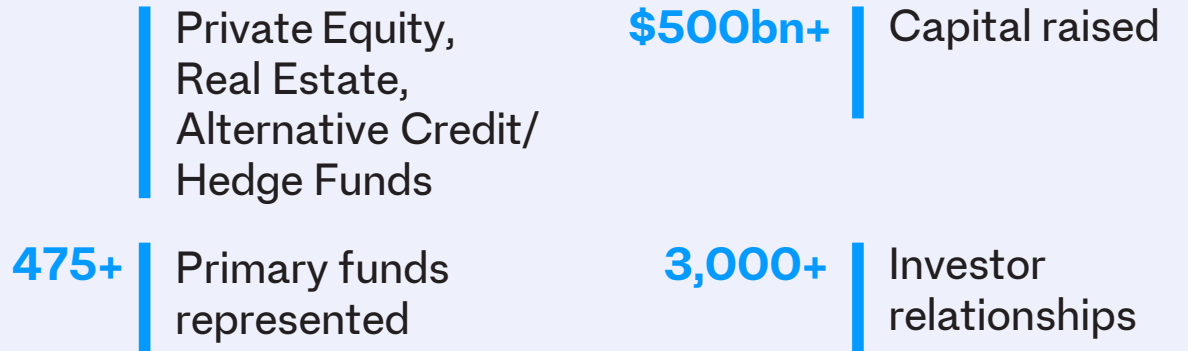 Private Equity,
Real Estate,
Alternative Credit/
Hedge Funds
$500bn+ Capital raised
475+ Primary funds
represented
3,000+ Investor
relationships